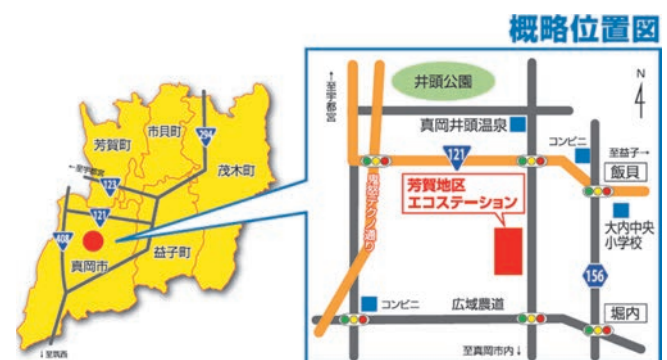 概略位置図
市貝町
芳賀町
294
茂木町
←至宇都宮
123
121
408
真岡市
益子町
↓至筑西
井頭公園
↑至宇都宮
N
真岡井頭温泉
コンビニ
至益子→
121
飯貝
鬼怒テクノ通り
芳賀地区
エコステーション
大内中央
小学校
156
コンビニ
広域農道
堀内
至真岡市内↓